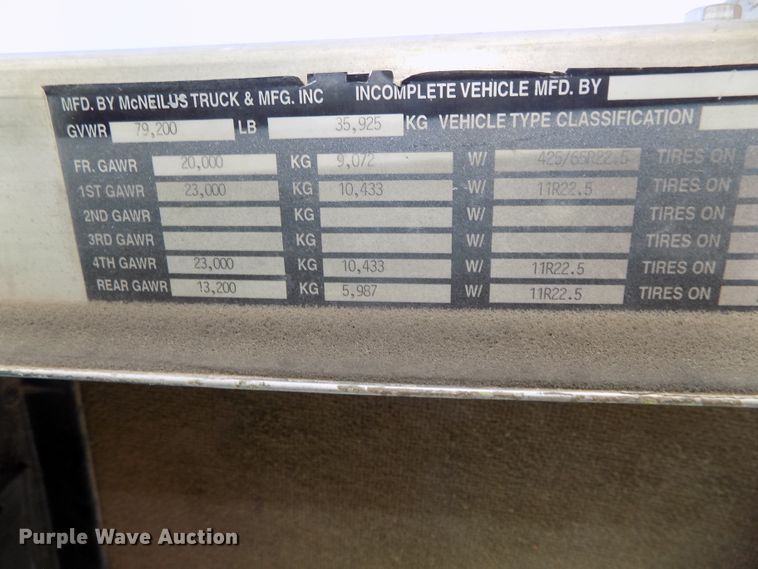 MFD. BY McNEILUS TRUCK & MFG. INC INCOMPLETE VEHICLE MFD. BY
GVWR 79,200 LB 35,925 KG VEHICLE TYPE CLASSIFICATION
FR. GAWR 20,000 KG 9,072 W/ 425/65R22.5 TIRES ON
1ST GAWR 23,000 KG 10,433 W/ 11R22.5 TIRES ON
2ND GAWR KG W/ TIRES ON
3RD GAWR KG W/ TIRES ON
4TH GAWR 23,000 KG 10,433 W/ 11R22.5 TIRES ON
REAR GAWR 13,200 KG 5,987 W/ 11R22.5 TIRES ON
Purple Wave Auction